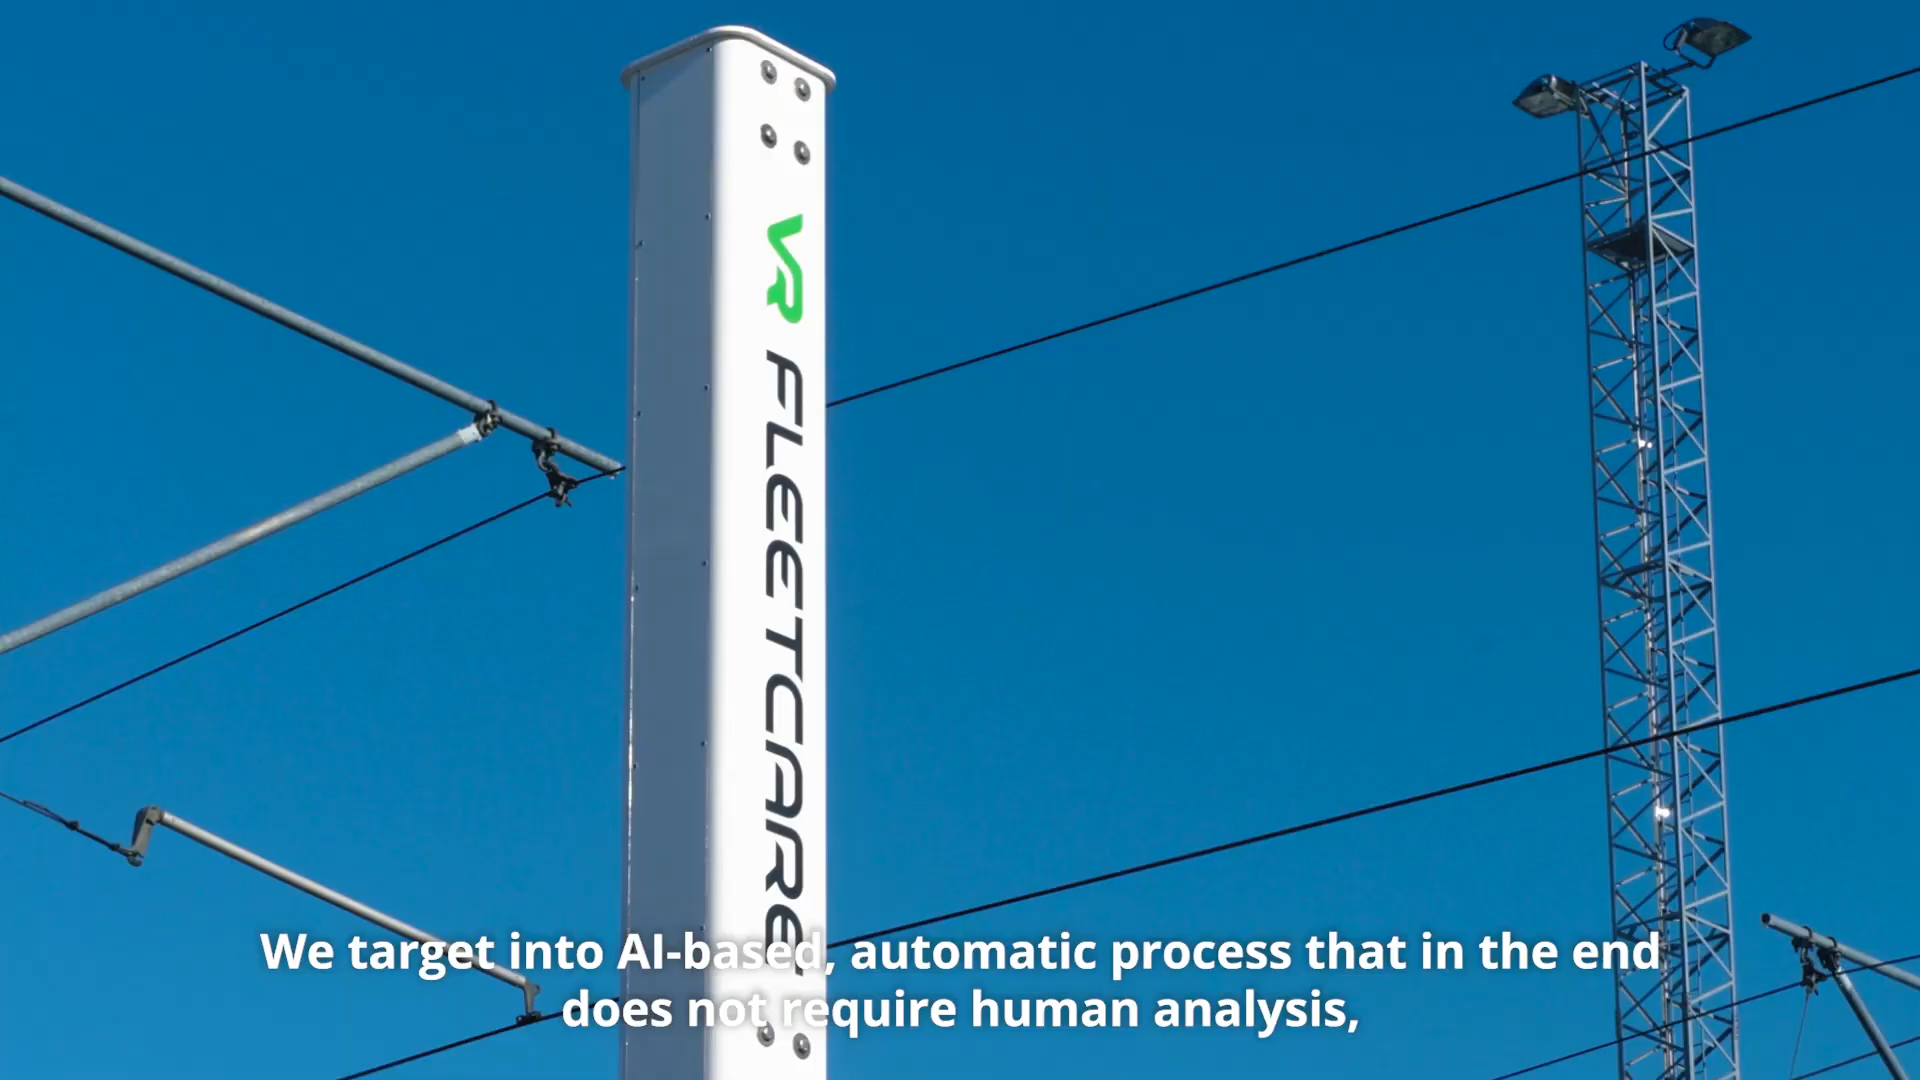 VR FLEETCARE
We target into AI-based, automatic process that in the end
does not require human analysis,